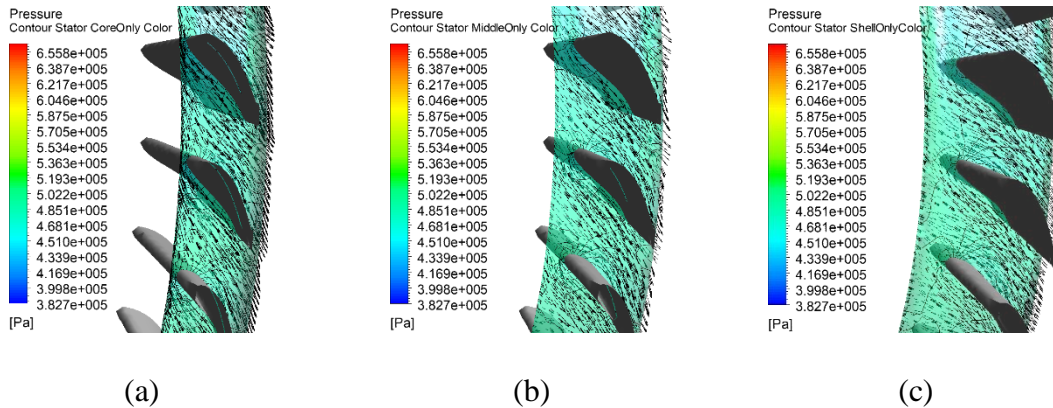 Pressure
Contour Stator CoreOnly Color
6.558e+005
6.387e+005
6.217e+005
6.046e+005
5.875e+005
5.705e+005
5.534e+005
5.363e+005
5.193e+005
5.022e+005
4.851e+005
4.681e+005
4.510e+005
4.339e+005
4.169e+005
3.998e+005
3.827e+005
[Pa]
(a)
Pressure
Contour Stator MiddleOnly Color
6.558e+005
6.387e+005
6.217e+005
6.046e+005
5.875e+005
5.705e+005
5.534e+005
5.363e+005
5.193e+005
5.022e+005
4.851e+005
4.681e+005
4.510e+005
4.339e+005
4.169e+005
3.998e+005
3.827e+005
[Pa]
(b)
Pressure
Contour Stator ShellOnlyColor
6.558e+005
6.387e+005
6.217e+005
6.046e+005
5.875e+005
5.705e+005
5.534e+005
5.363e+005
5.193e+005
5.022e+005
4.851e+005
4.681e+005
4.510e+005
4.339e+005
4.169e+005
3.998e+005
3.827e+005
[Pa]
(c)